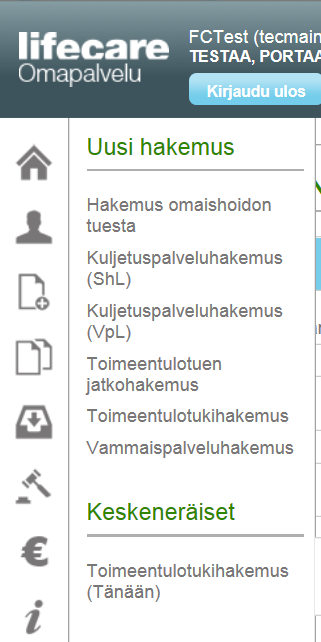 lifecare
Omapalvelu
FCTest (tecmain
TESTAA, PORTAA
Kirjaudu ulos
Uusi hakemus
Hakemus omaishoidon
tuesta
Kuljetuspalveluhakemus
(ShL)
Kuljetuspalveluhakemus
(VpL)
Toimeentulotuen
jatkohakemus
Toimeentulotukihakemus
Vammaispalveluhakemus
Keskeneräiset
Toimeentulotukihakemus
(Tänään)